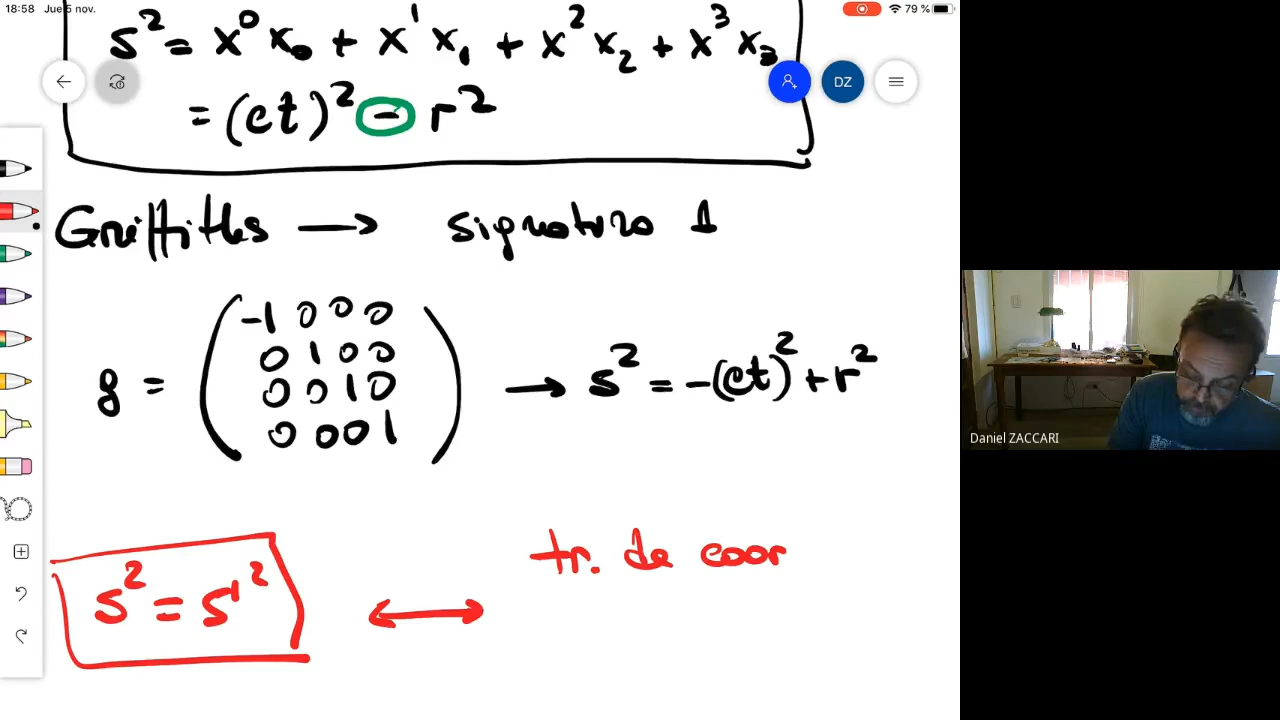 18:58 Jue 5 nov.
79 %
s² = x⁰x₀ + x¹x₁ + x²x₂ + x³x₃
= (ct)² - r²
DZ
Griffiths → signatura 1
g = (-1 0 0 0
0 1 0 0
0 0 1 0
0 0 0 1) → s² = -(ct)² + r²
Daniel ZACCARI
tr. de coor
s² = s'² ↔